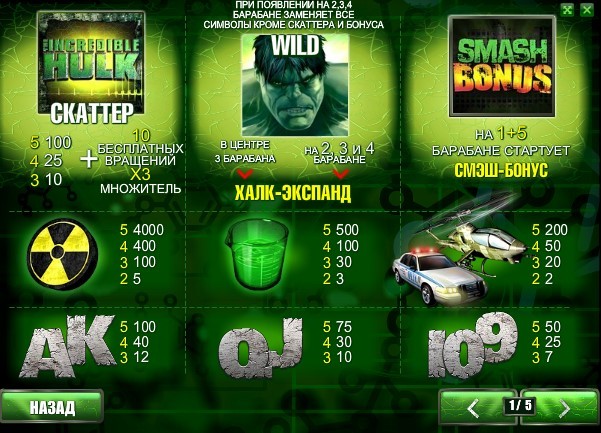 THE INCREDIBLE
HULK
СКАТТЕР
5 100
4 25
3 10
+
10
БЕСПЛАТНЫХ
ВРАЩЕНИЙ
X3
МНОЖИТЕЛЬ
ПРИ ПОЯВЛЕНИИ НА 2,3,4
БАРАБАНЕ ЗАМЕНЯЕТ ВСЕ
СИМВОЛЫ КРОМЕ СКАТТЕРА И БОНУСА
WILD
В ЦЕНТРЕ
3 БАРАБАНА
НА 2, 3 и 4
БАРАБАНЕ
ХАЛК-ЭКСПАНД
SMASH
BONUS
НА 1+5
БАРАБАНЕ СТАРТУЕТ
СМЭШ-БОНУС
5 4000
4 400
3 100
2 5
5 500
4 100
3 30
2 3
5 200
4 50
3 20
2 2
AK
5 100
4 40
3 12
QJ
5 75
4 30
3 10
109
5 50
4 25
3 7
НАЗАД
1/5